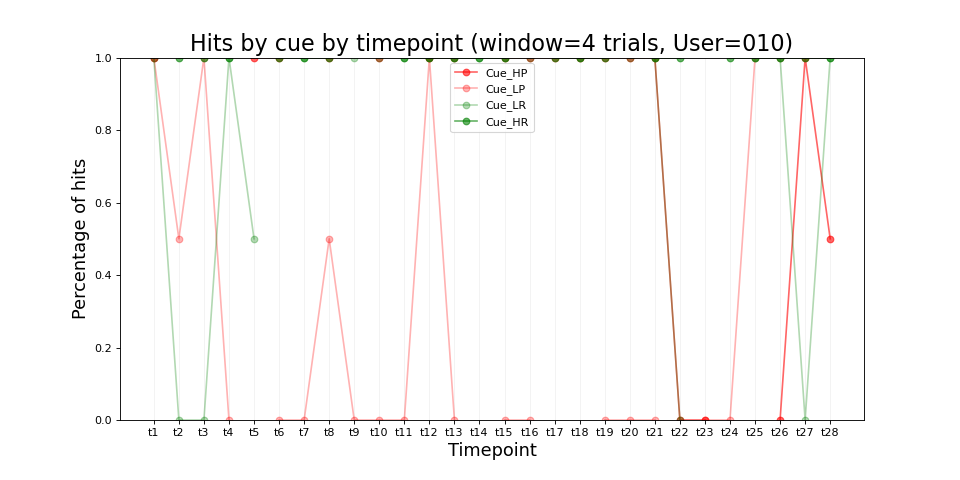 Hits by cue by timepoint (window=4 trials, User=010)
Percentage of hits
1.0
0.8
0.6
0.4
0.2
0.0
Cue_HP
Cue_LP
Cue_LR
Cue_HR
t1 t2 t3 t4 t5 t6 t7 t8 t9 t10 t11 t12 t13 t14 t15 t16 t17 t18 t19 t20 t21 t22 t23 t24 t25 t26 t27 t28
Timepoint